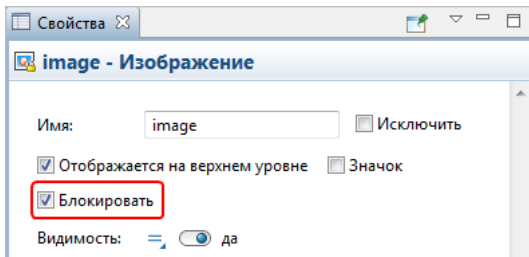 Свойства
image - Изображение
Имя: image Исключить
Отображается на верхнем уровне Значок
Блокировать
Видимость: = да